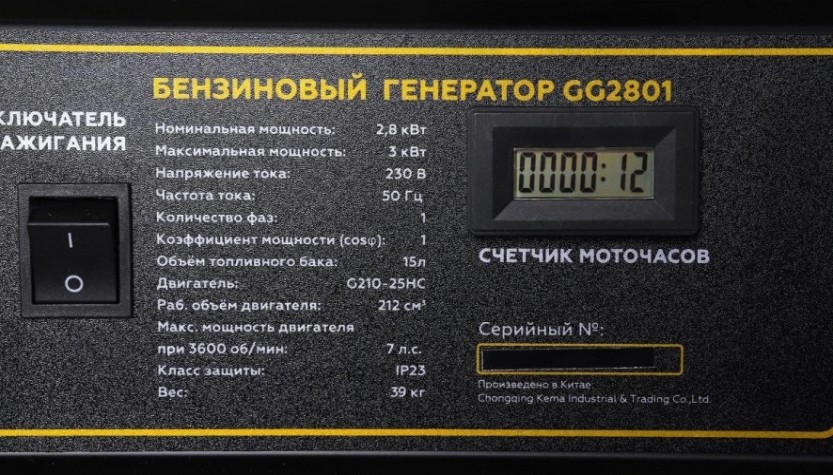 БЕНЗИНОВЫЙ ГЕНЕРАТОР GG2801
КЛЮЧАТЕЛЬ
АЖИГАНИЯ
I
O
Номинальная мощность: 2,8 кВт
Максимальная мощность: 3 кВт
Напряжение тока: 230 В
Частота тока: 50 Гц
Количество фаз: 1
Коэффициент мощности (cosφ): 1
Объём топливного бака: 15л
Двигатель: G210-25HC
Раб. объём двигателя: 212 см³
Макс. мощность двигателя
при 3600 об/мин: 7 л.с.
Класс защиты: IP23
Вес: 39 кг
0000:12
СЧЕТЧИК МОТОЧАСОВ
Серийный №:
Произведено в Китае
Chongqing Kema Industrial & Trading Co.,Ltd.